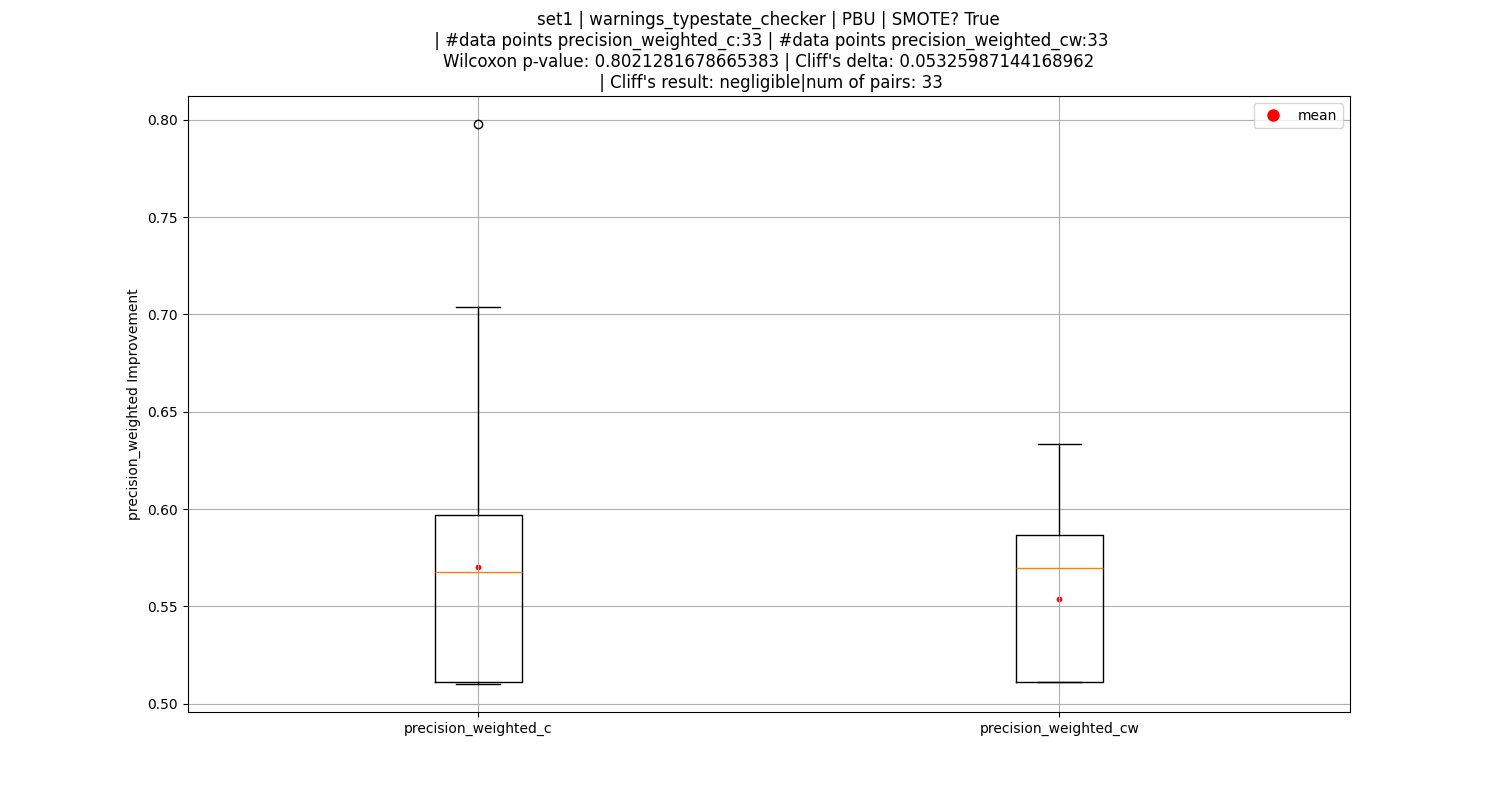 set1 | warnings_typestate_checker | PBU | SMOTE? True
| #data points precision_weighted_c:33 | #data points precision_weighted_cw:33
Wilcoxon p-value: 0.8021281678665383 | Cliff's delta: 0.05325987144168962
| Cliff's result: negligible|num of pairs: 33
mean
precision_weighted Improvement
0.80
0.75
0.70
0.65
0.60
0.55
0.50
precision_weighted_c
precision_weighted_cw